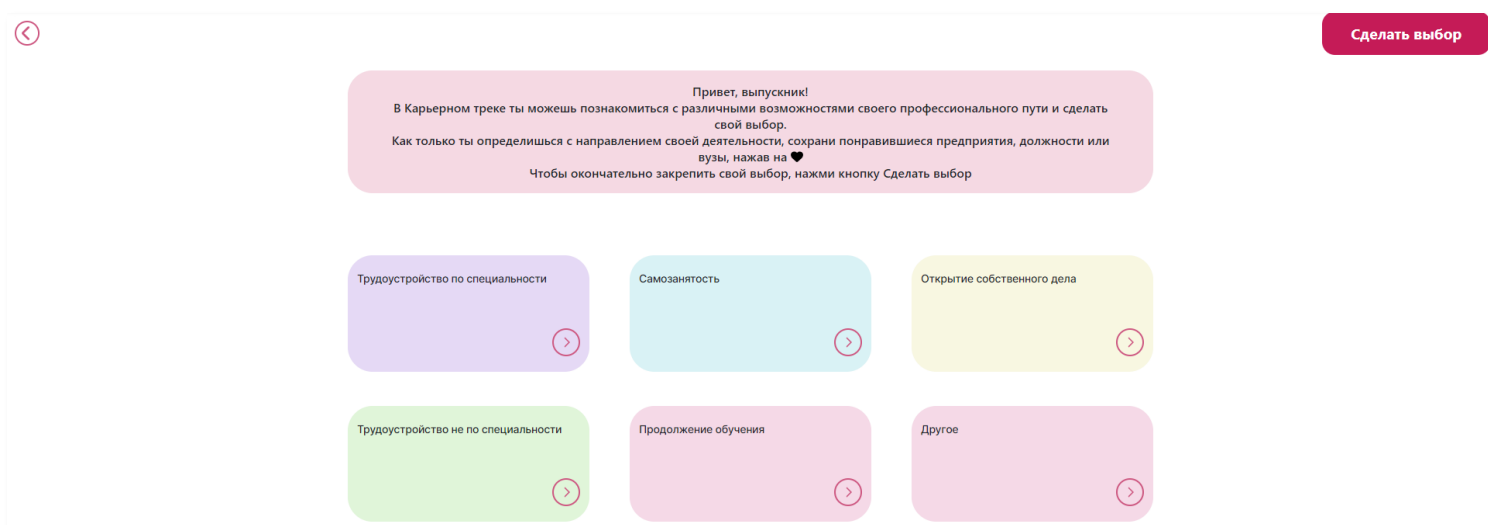 Сделать выбор
Привет, выпускник!
В Карьерном треке ты можешь познакомиться с различными возможностями своего профессионального пути и сделать
свой выбор.
Как только ты определишься с направлением своей деятельности, сохрани понравившиеся предприятия, должности или
вузы, нажав на 🖤
Чтобы окончательно закрепить свой выбор, нажми кнопку Сделать выбор
Трудоустройство по специальности
Самозанятость
Открытие собственного дела
Трудоустройство не по специальности
Продолжение обучения
Другое